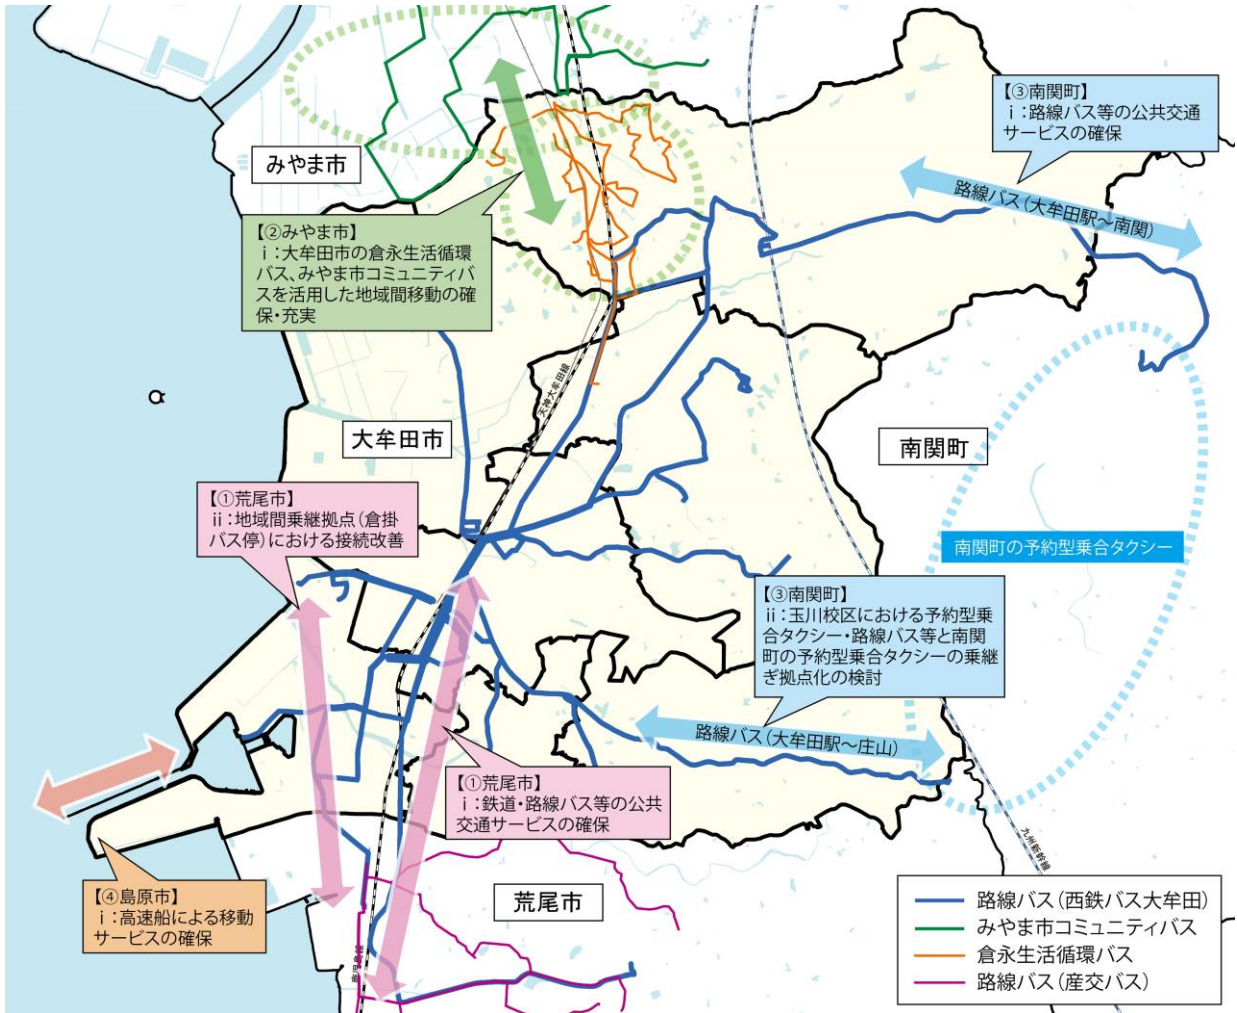 【③南関町】
ⅰ:路線バス等の公共交通
サービスの確保
みやま市
路線バス(大牟田駅~南関)
【②みやま市】
ⅰ:大牟田市の倉永生活循環
バス、みやま市コミュニティバ
スを活用した地域間移動の確
保・充実
天神大牟田線
大牟田市
南関町
【①荒尾市】
ⅱ:地域間乗継拠点(倉掛
バス停)における接続改善
南関町の予約型乗合タクシー
【③南関町】
ⅱ:玉川校区における予約型乗
合タクシー・路線バス等と南関
町の予約型乗合タクシーの乗継
ぎ拠点化の検討
路線バス(大牟田駅~庄山)
【①荒尾市】
ⅰ:鉄道・路線バス等の公共
交通サービスの確保
九州新幹線
【④島原市】
ⅰ:高速船による移動
サービスの確保
荒尾市
鹿児島線
路線バス(西鉄バス大牟田)
みやま市コミュニティバス
倉永生活循環バス
路線バス(産交バス)